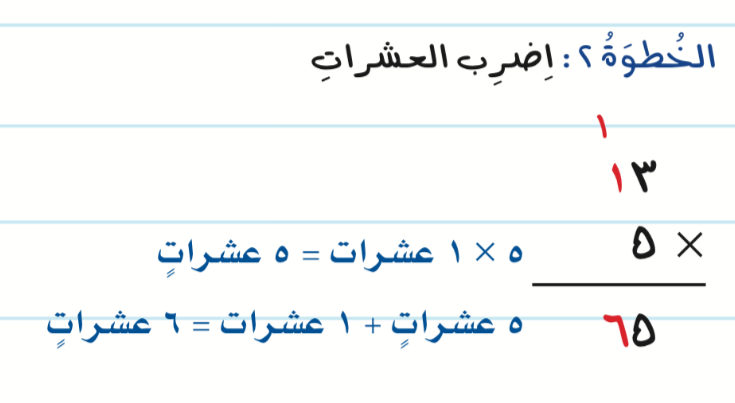 الخُطوَةُ ٢: اِضرِبِ العشراتِ
١
١٣
× ٥
٥ × ١ عشرات = ٥ عشراتٍ
٦٥
٥ عشراتٍ + ١ عشرات = ٦ عشراتٍ